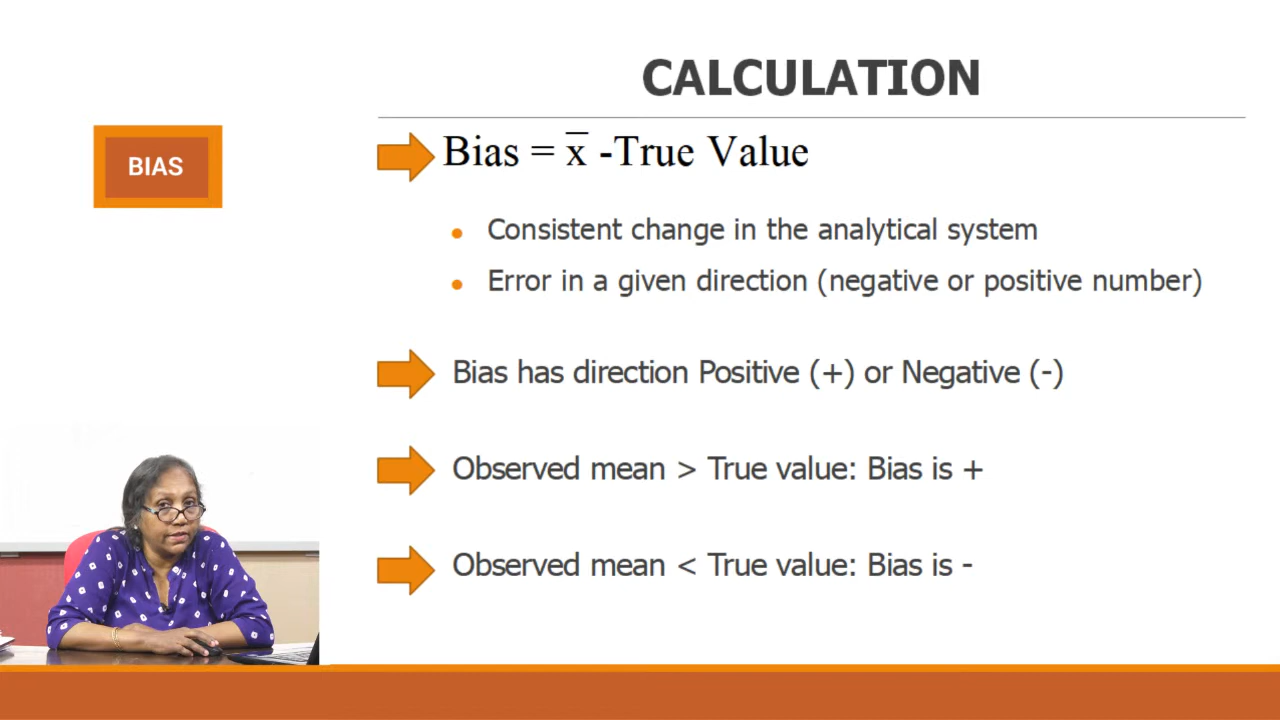 CALCULATION
BIAS
Bias = x̅ -True Value
Consistent change in the analytical system
Error in a given direction (negative or positive number)
Bias has direction Positive (+) or Negative (-)
Observed mean > True value: Bias is +
Observed mean < True value: Bias is -